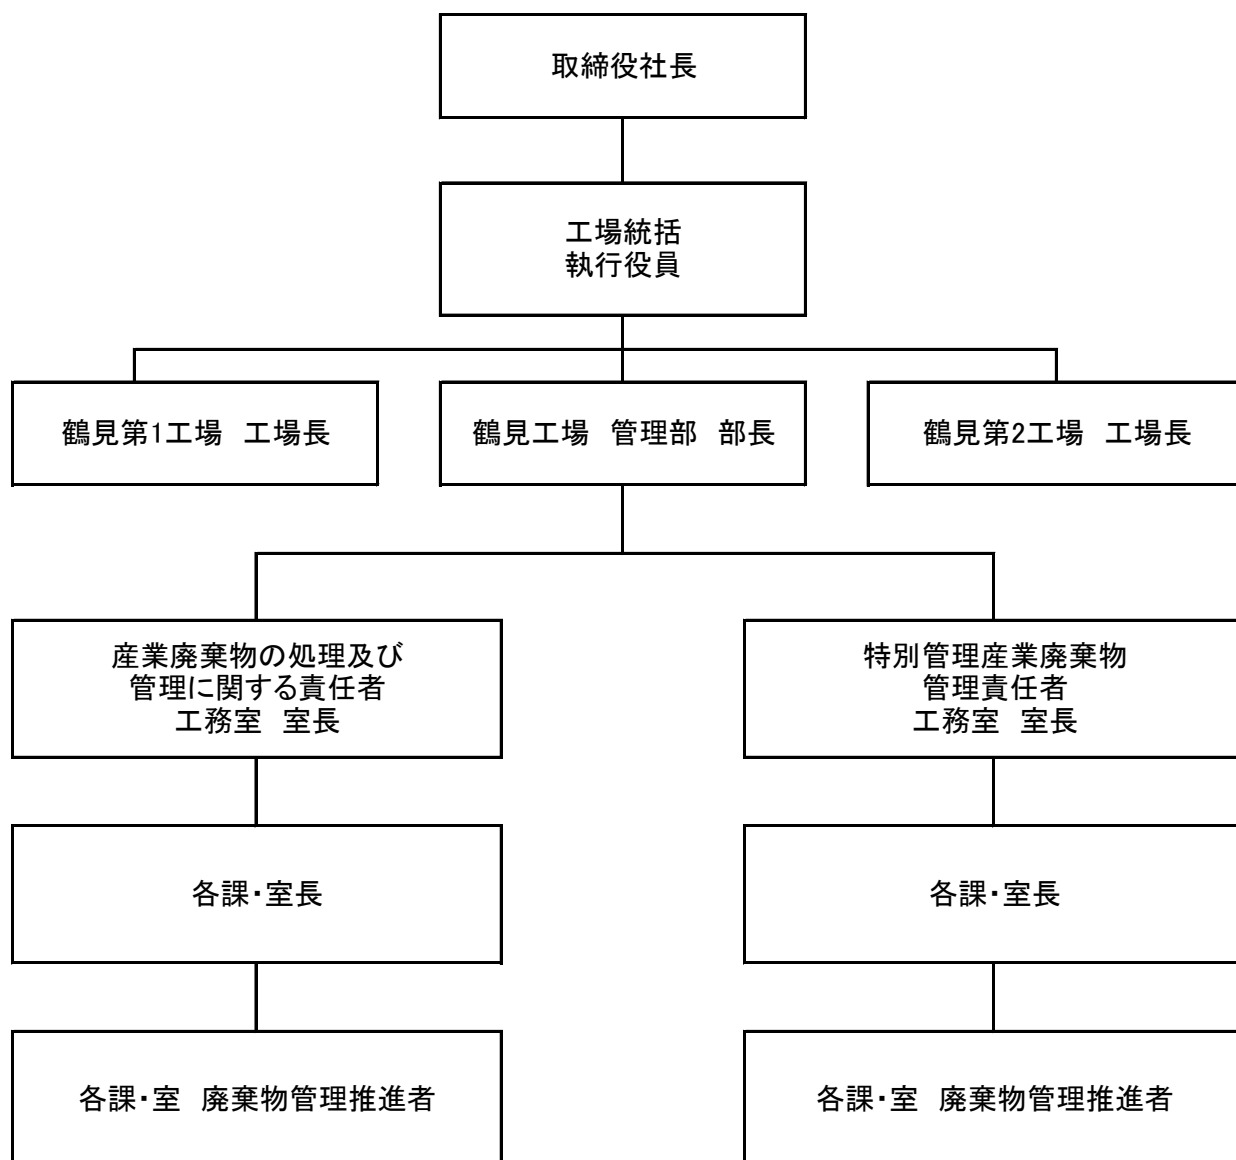 取締役社長
工場統括
執行役員
鶴見第1工場　工場長
鶴見工場　管理部　部長
鶴見第2工場　工場長
産業廃棄物の処理及び
管理に関する責任者
工務室　室長
特別管理産業廃棄物
管理責任者
工務室　室長
各課・室長
各課・室長
各課・室　廃棄物管理推進者
各課・室　廃棄物管理推進者